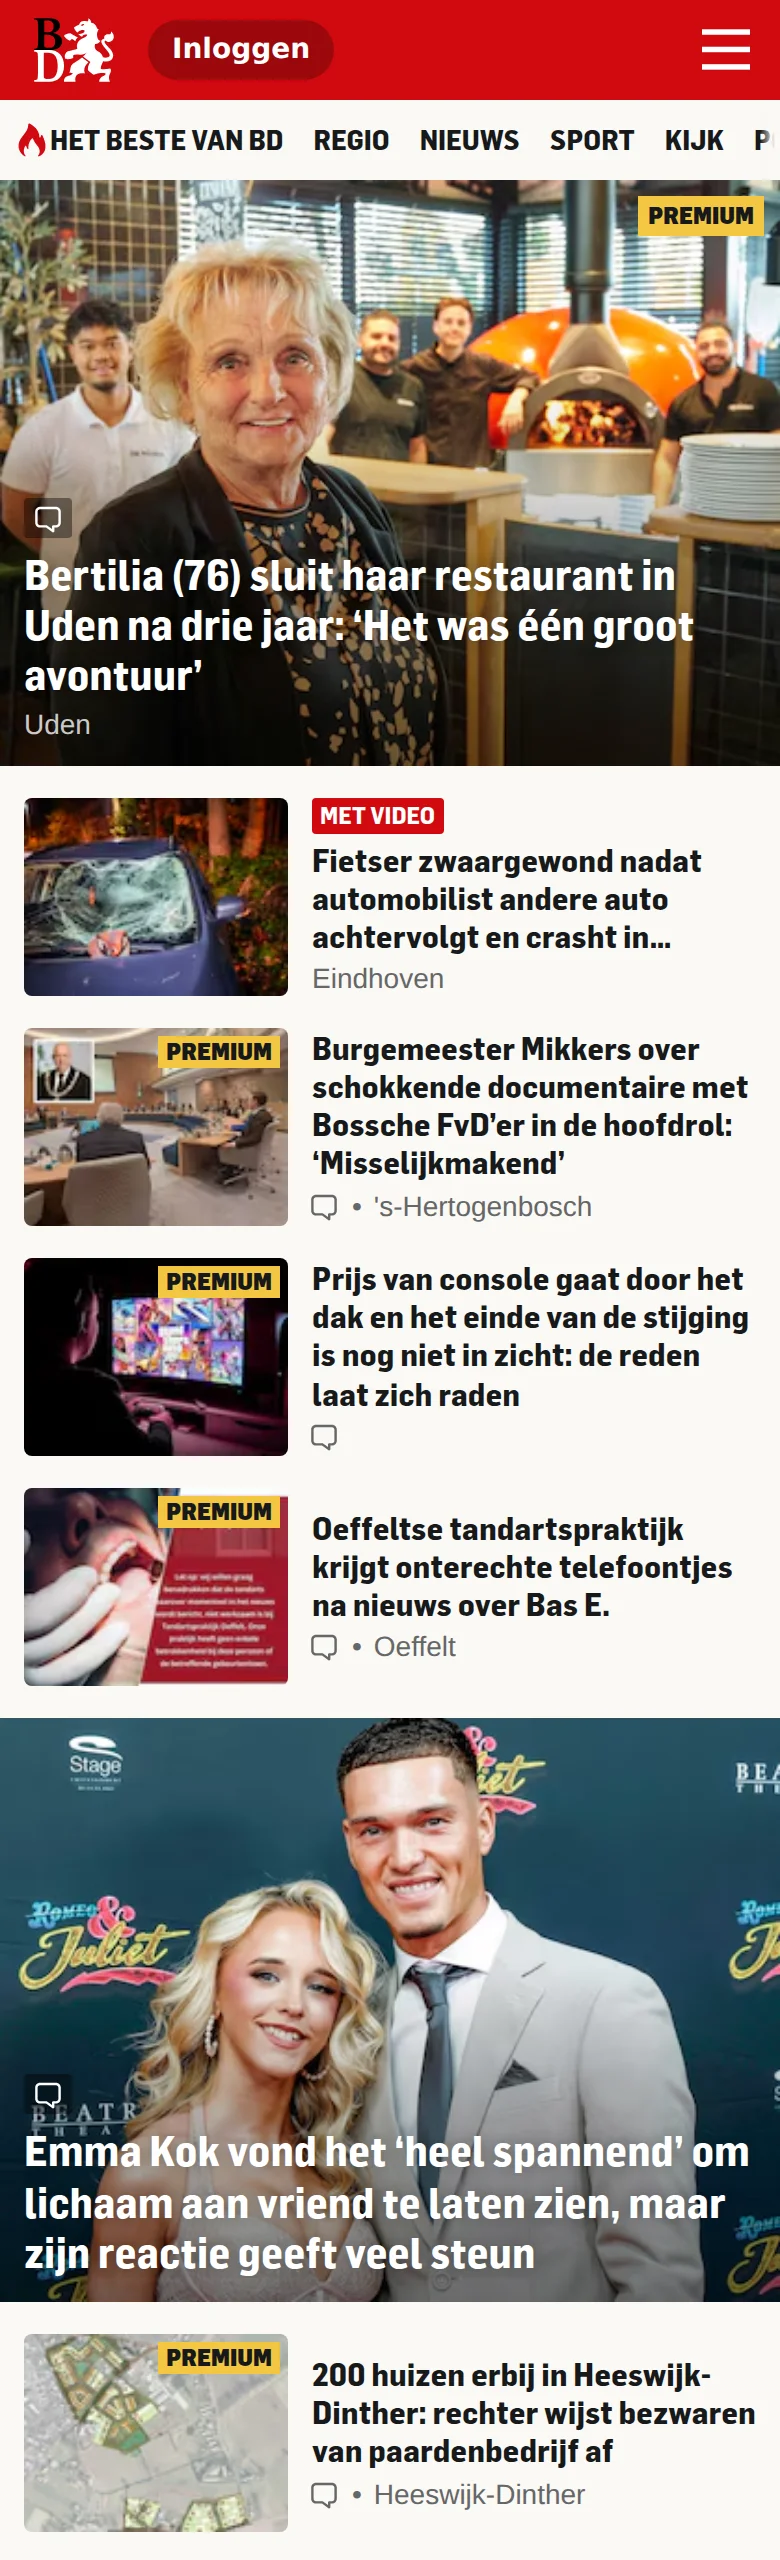 BD
Inloggen
HET BESTE VAN BD REGIO NIEUWS SPORT KIJK
PREMIUM
Bertilia (76) sluit haar restaurant in
Uden na drie jaar: ‘Het was één groot
avontuur’
Uden
MET VIDEO
Fietser zwaargewond nadat
automobilist andere auto
achtervolgt en crasht in...
Eindhoven
PREMIUM
Burgemeester Mikkers over
schokkende documentaire met
Bossche FvD’er in de hoofdrol:
‘Misselijkmakend’
• 's-Hertogenbosch
PREMIUM
Prijs van console gaat door het
dak en het einde van de stijging
is nog niet in zicht: de reden
laat zich raden
PREMIUM
Oeffeltse tandartspraktijk
krijgt onterechte telefoontjes
na nieuws over Bas E.
• Oeffelt
Stage
Romeo & Juliet
BEATR
Emma Kok vond het ‘heel spannend’ om
lichaam aan vriend te laten zien, maar
zijn reactie geeft veel steun
PREMIUM
200 huizen erbij in Heeswijk-
Dinther: rechter wijst bezwaren
van paardenbedrijf af
• Heeswijk-Dinther